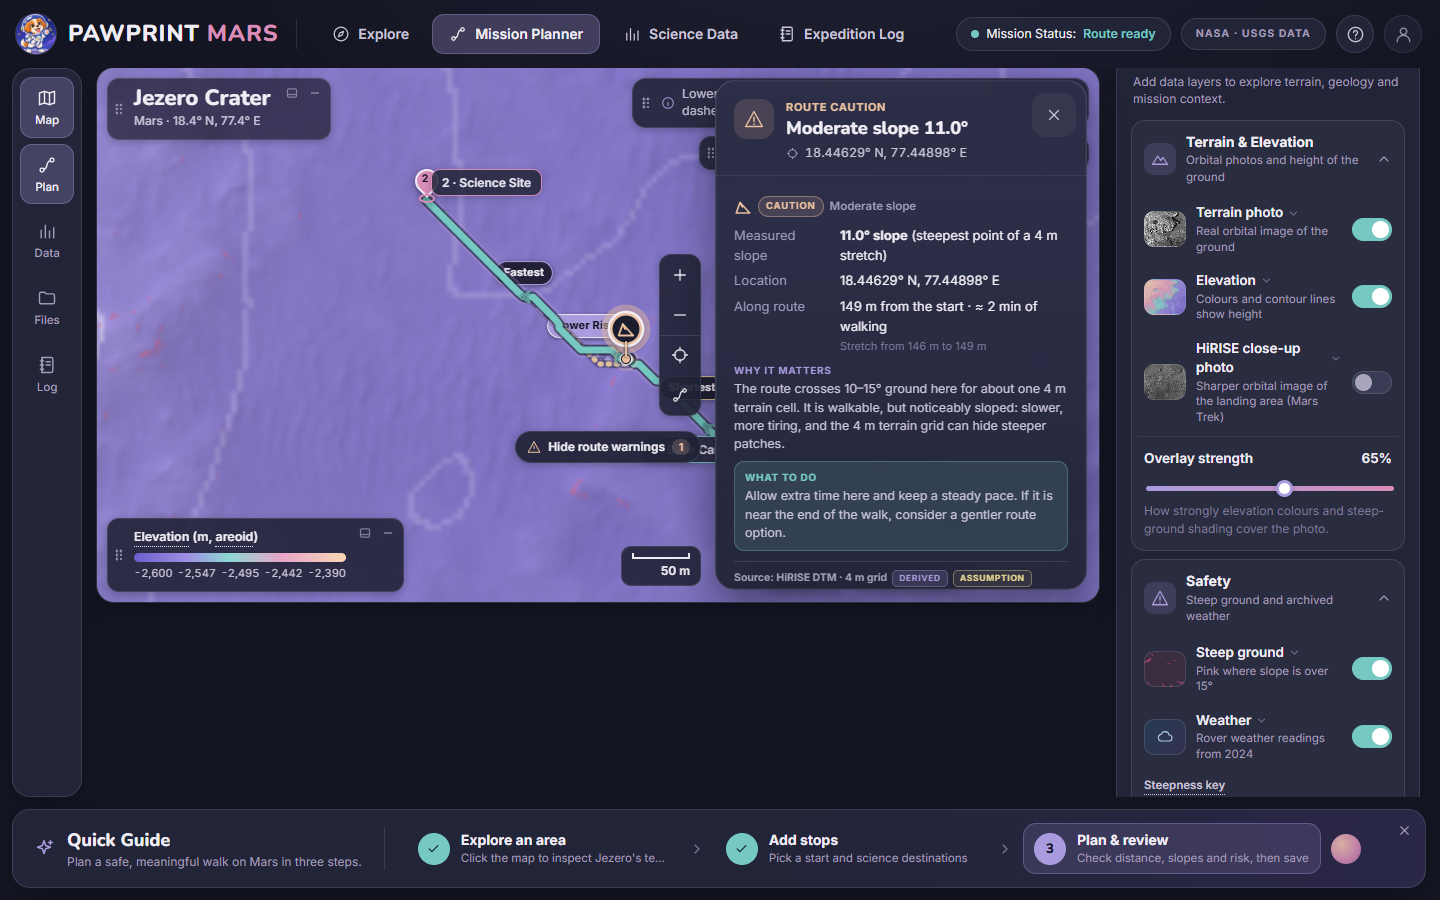 PAWPRINT MARS
Explore
Mission Planner
Science Data
Expedition Log
Mission Status: Route ready
NASA · USGS DATA
Map
Plan
Data
Files
Log
Jezero Crater
Mars · 18.4° N, 77.4° E
Lower
dashe
2
2 · Science Site
Fastest
ower Ris
est
Ca
Hide route warnings 1
Elevation (m, areoid)
-2,600 -2,547 -2,495 -2,442 -2,390
50 m
ROUTE CAUTION
Moderate slope 11.0°
18.44629° N, 77.44898° E
CAUTION Moderate slope
Measured slope
11.0° slope (steepest point of a 4 m stretch)
Location
18.44629° N, 77.44898° E
Along route
149 m from the start · ≈ 2 min of walking
Stretch from 146 m to 149 m
WHY IT MATTERS
The route crosses 10–15° ground here for about one 4 m
terrain cell. It is walkable, but noticeably sloped: slower,
more tiring, and the 4 m terrain grid can hide steeper
patches.
WHAT TO DO
Allow extra time here and keep a steady pace. If it is
near the end of the walk, consider a gentler route
option.
Source: HiRISE DTM · 4 m grid DERIVED ASSUMPTION
Add data layers to explore terrain, geology and
mission context.
Terrain & Elevation
Orbital photos and height of the
ground
Terrain photo
Real orbital image of the
ground
Elevation
Colours and contour lines
show height
HiRISE close-up
photo
Sharper orbital image of
the landing area (Mars
Trek)
Overlay strength 65%
How strongly elevation colours and steep-
ground shading cover the photo.
Safety
Steep ground and archived
weather
Steep ground
Pink where slope is over
15°
Weather
Rover weather readings
from 2024
Steepness key
Quick Guide
Plan a safe, meaningful walk on Mars in three steps.
Explore an area
Click the map to inspect Jezero's te...
Add stops
Pick a start and science destinations
3
Plan & review
Check distance, slopes and risk, then save